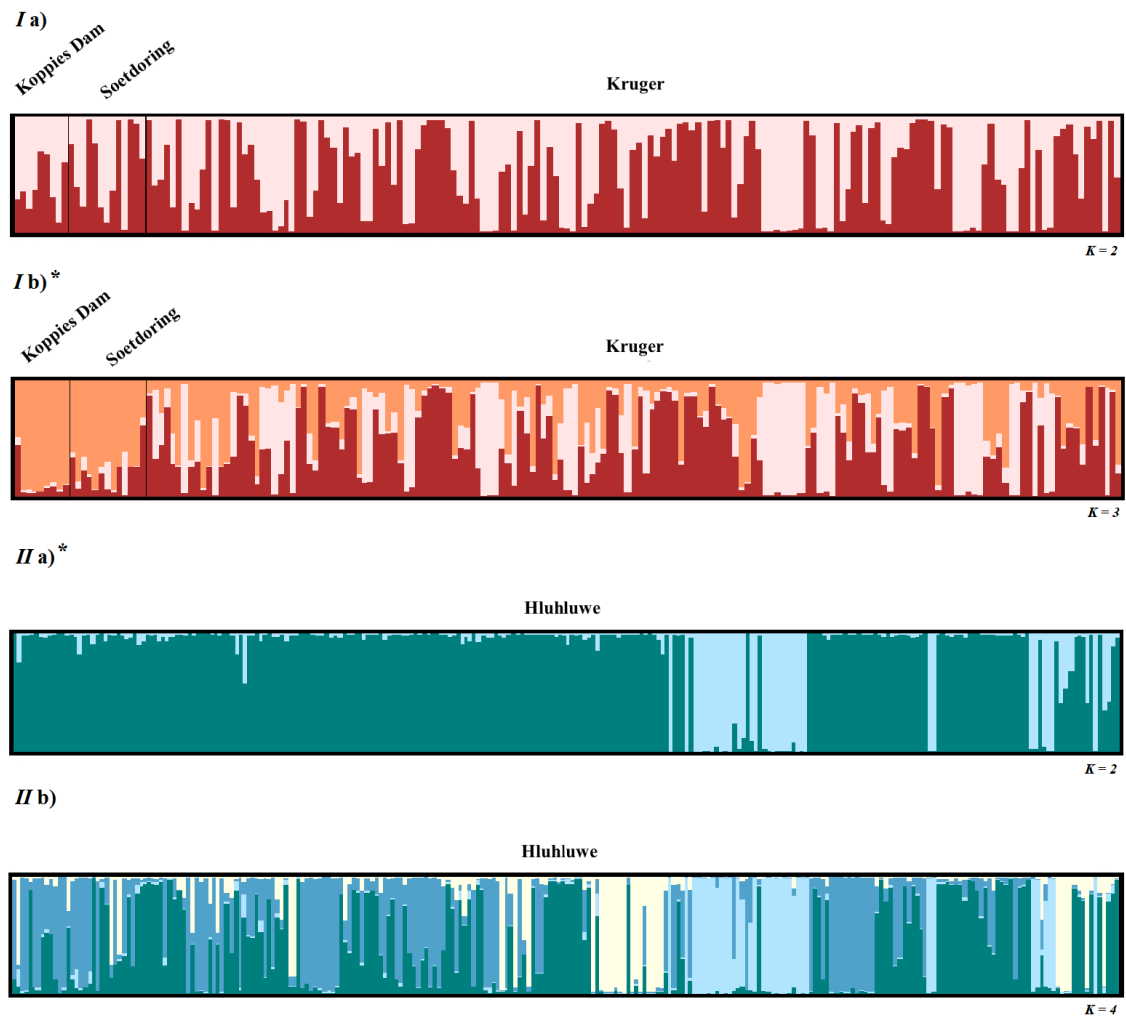 I a)
Koppies Dam
Soetdoring
Kruger
K = 2
I b) *
Koppies Dam
Soetdoring
Kruger
K = 3
II a) *
Hluhluwe
K = 2
II b)
Hluhluwe
K = 4